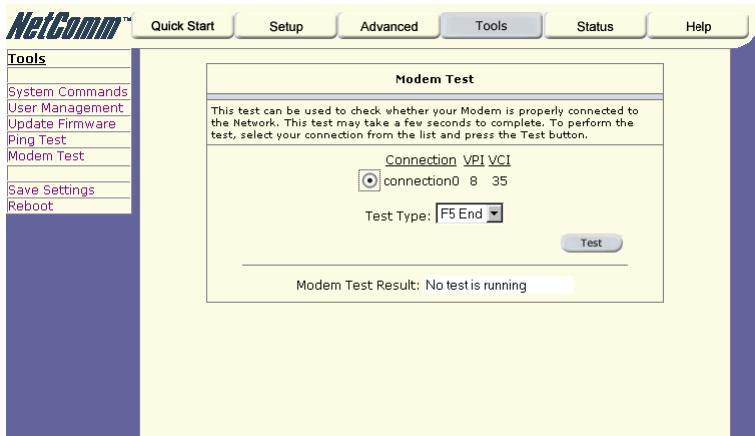 NetComm™
Quick Start
Setup
Advanced
Tools
Status
Help
Tools
System Commands
User Management
Update Firmware
Ping Test
Modem Test
Save Settings
Reboot
Modem Test
This test can be used to check whether your Modem is properly connected to
the Network. This test may take a few seconds to complete. To perform the
test, select your connection from the list and press the Test button.
Connection VPI VCI
connection0 8 35
Test Type: F5 End
Test
Modem Test Result: No test is running